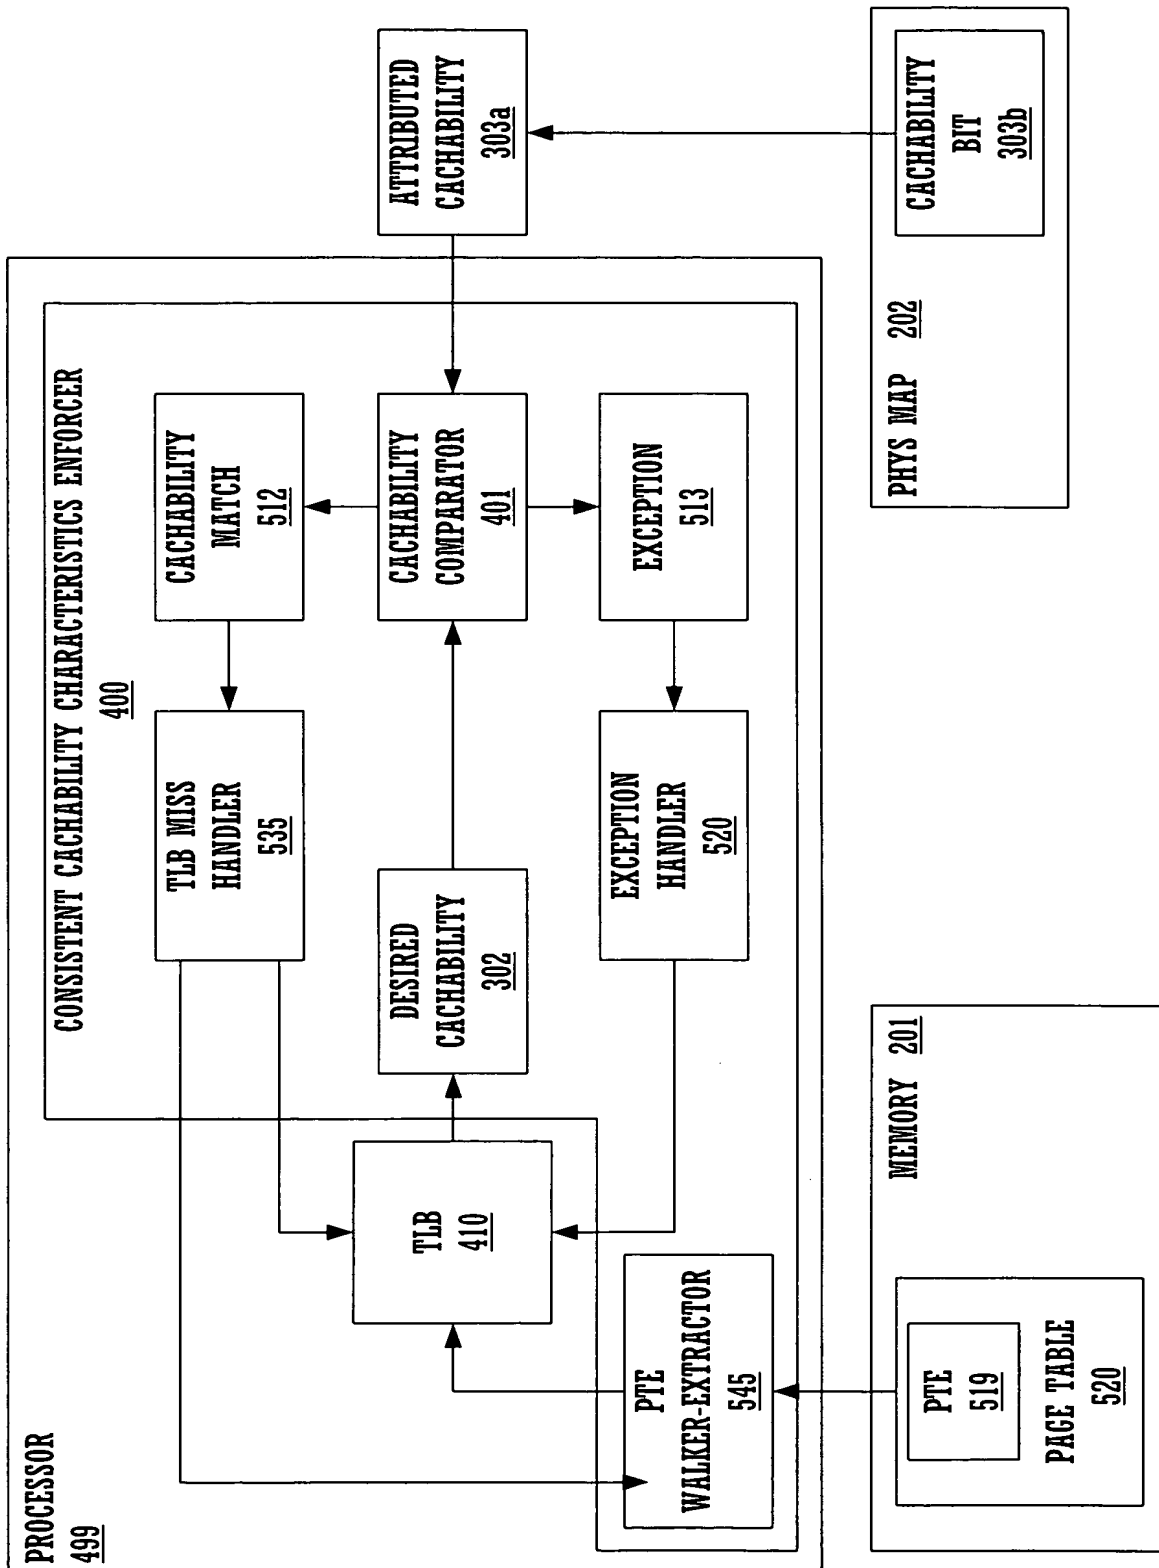 PROCESSOR
499
CONSISTENT CACHABILITY CHARACTERISTICS ENFORCER
400
TLB MISS
HANDLER
535
CACHABILITY
MATCH
512
TLB
410
DESIRED
CACHABILITY
302
CACHABILITY
COMPARATOR
401
ATTRIBUTED
CACHABILITY
303a
PTE
WALKER-EXTRACTOR
545
EXCEPTION
HANDLER
520
EXCEPTION
513
MEMORY 201
PTE
519
PAGE TABLE
520
PHYS MAP 202
CACHABILITY
BIT
303b